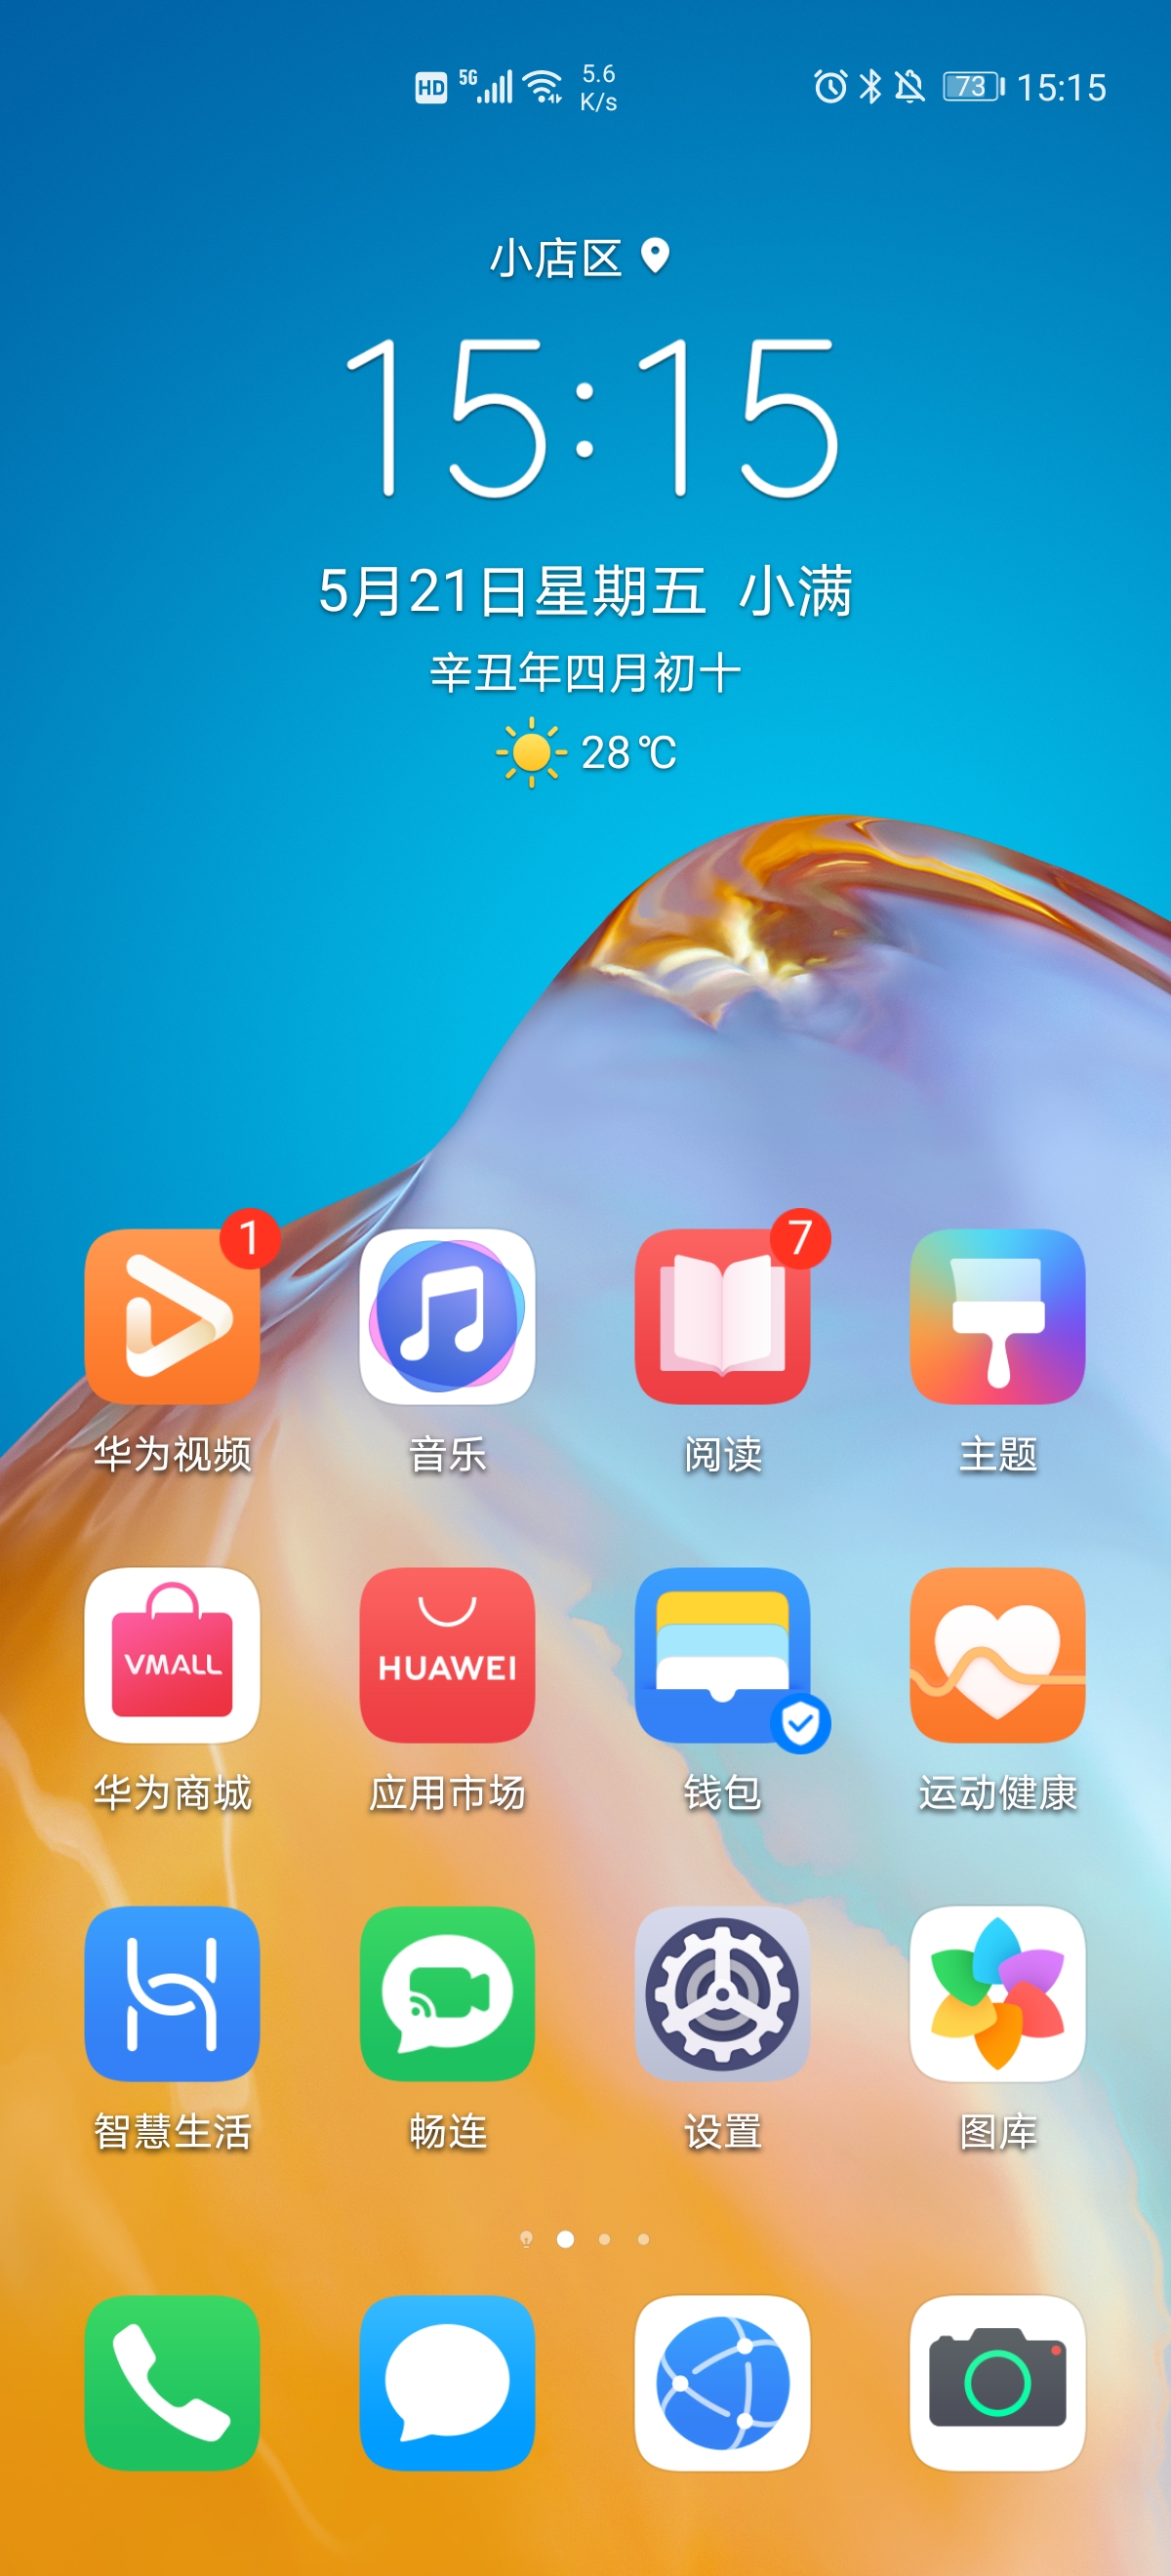 HD 5G 5.6 K/s 73 15:15
小店区
15:15
5月21日星期五 小满
辛丑年四月初十
28℃
1 7
华为视频 音乐 阅读 主题
VMALL HUAWEI
华为商城 应用市场 钱包 运动健康
智慧生活 畅连 设置 图库